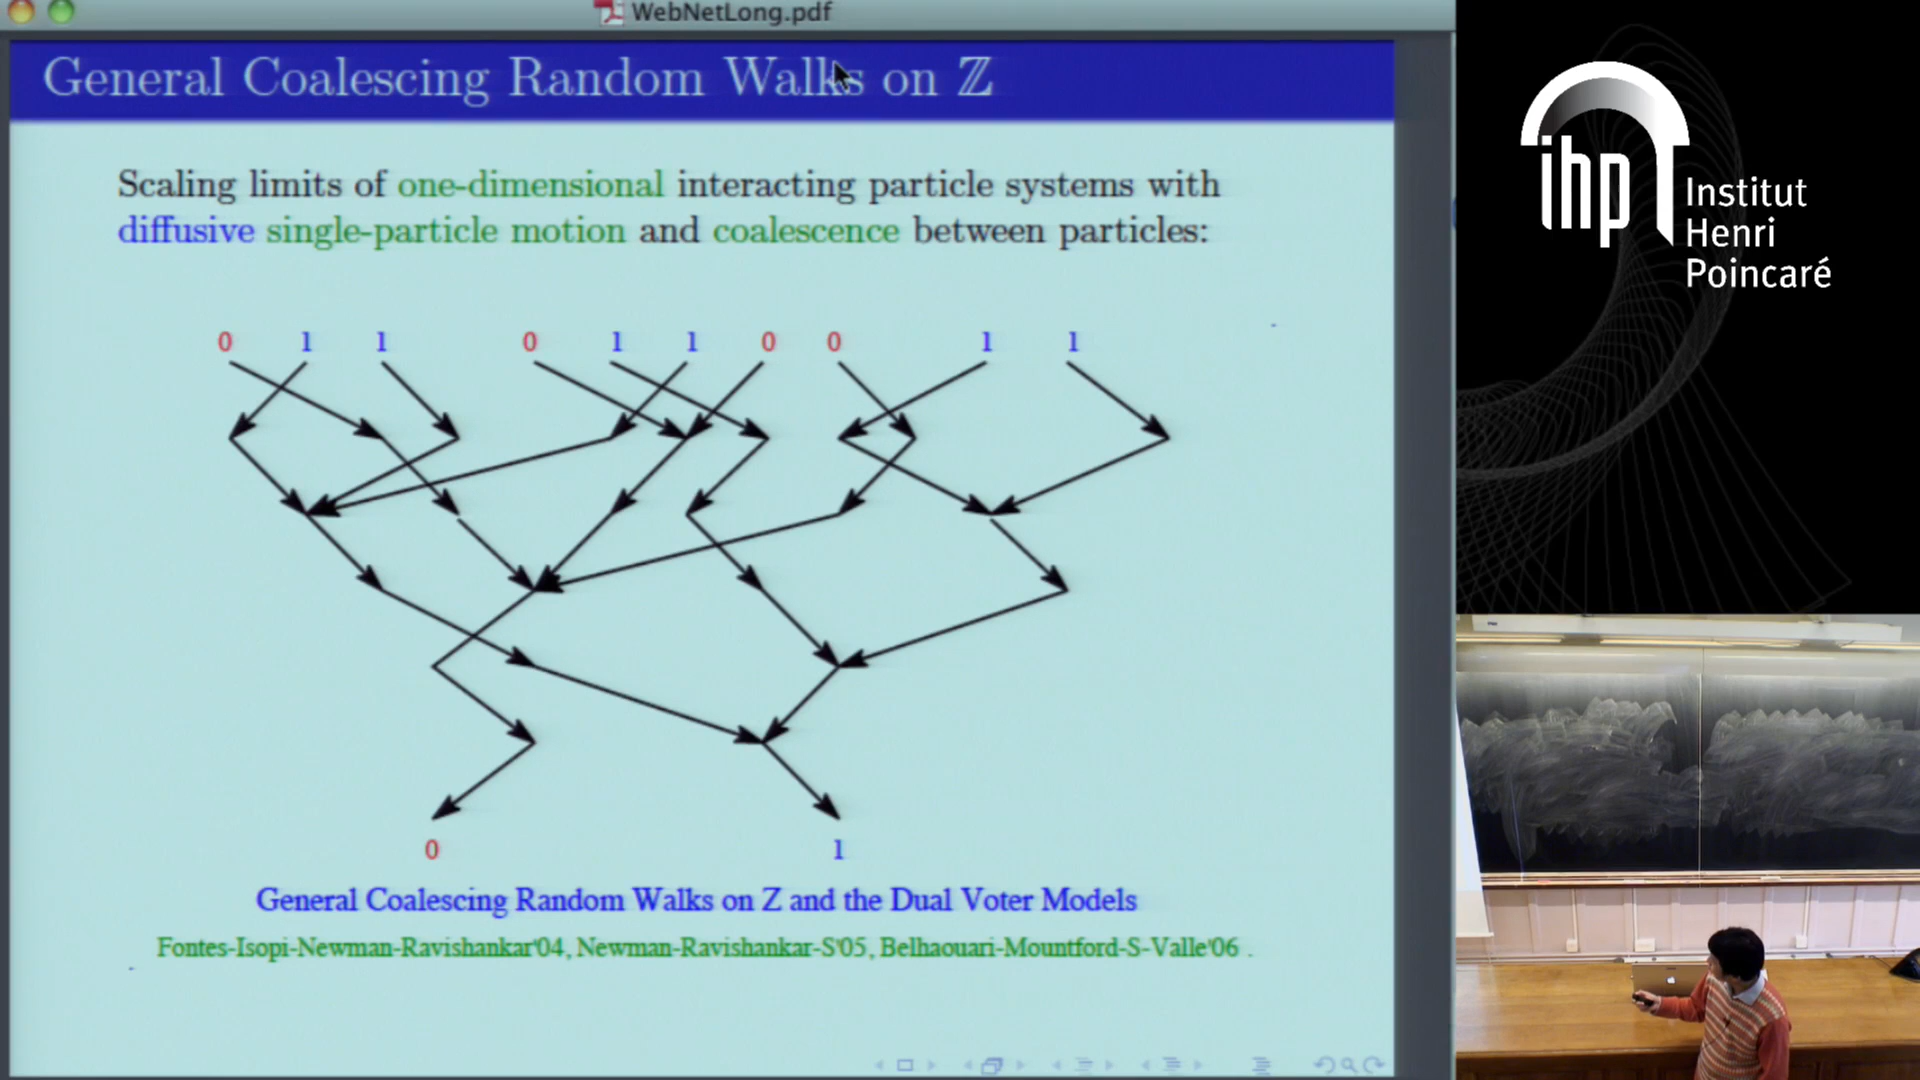 WebNetLong.pdf
General Coalescing Random Walks on ℤ
Scaling limits of one-dimensional interacting particle systems with
diffusive single-particle motion and coalescence between particles:
0 1 1 0 1 1 0 0 1 1
0 1
General Coalescing Random Walks on Z and the Dual Voter Models
Fontes-Isopi-Newman-Ravishankar'04, Newman-Ravishankar-S'05, Belhaouari-Mountford-S-Valle'06 .
ihp Institut
Henri
Poincaré